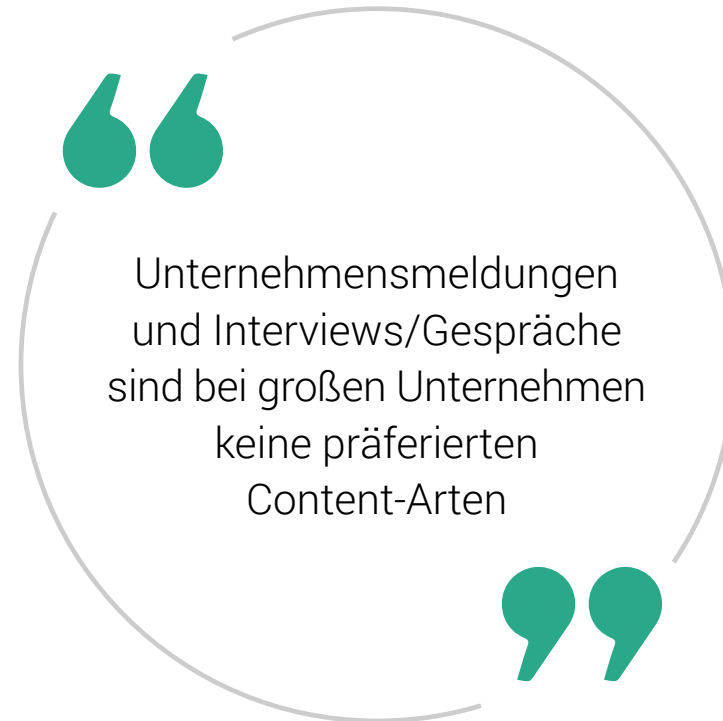 Unternehmensmeldungen
und Interviews/Gespräche
sind bei großen Unternehmen
keine präferierten
Content-Arten